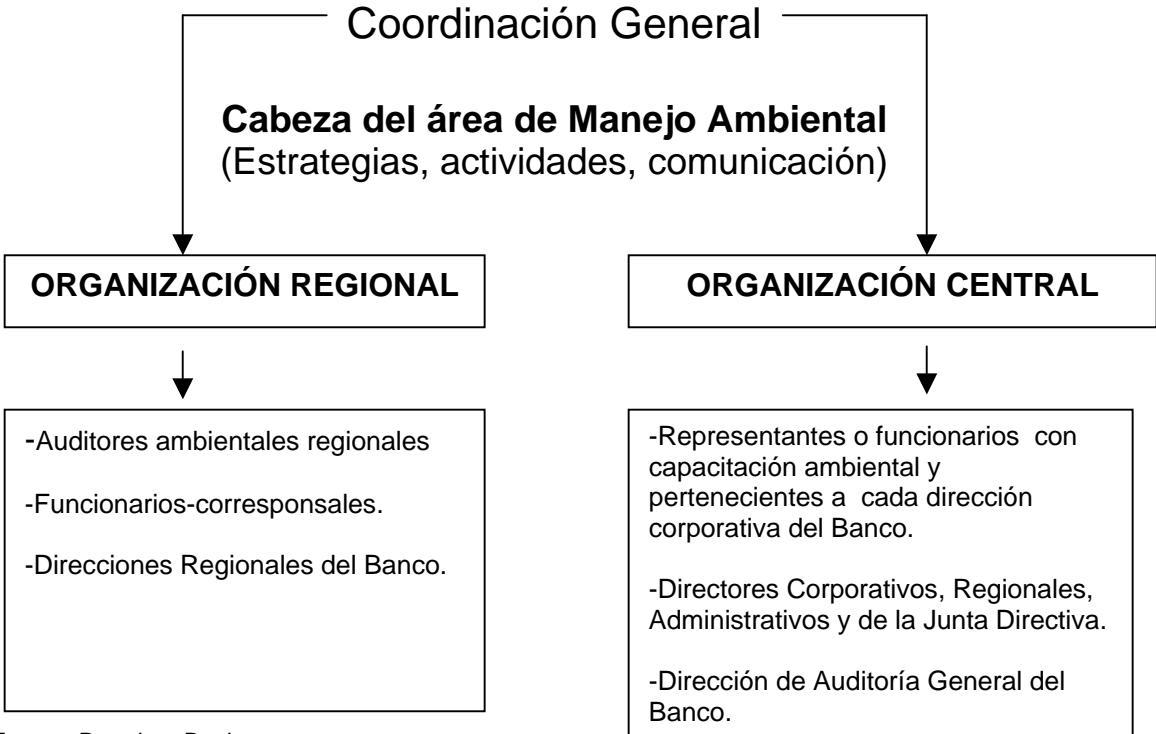 Coordinación General
Cabeza del área de Manejo Ambiental
(Estrategias, actividades, comunicación)
ORGANIZACIÓN REGIONAL
-Auditores ambientales regionales
-Funcionarios-corresponsales.
-Direcciones Regionales del Banco.
ORGANIZACIÓN CENTRAL
-Representantes o funcionarios con
capacitación ambiental y
pertenecientes a cada dirección
corporativa del Banco.
-Directores Corporativos, Regionales,
Administrativos y de la Junta Directiva.
-Dirección de Auditoría General del
Banco.